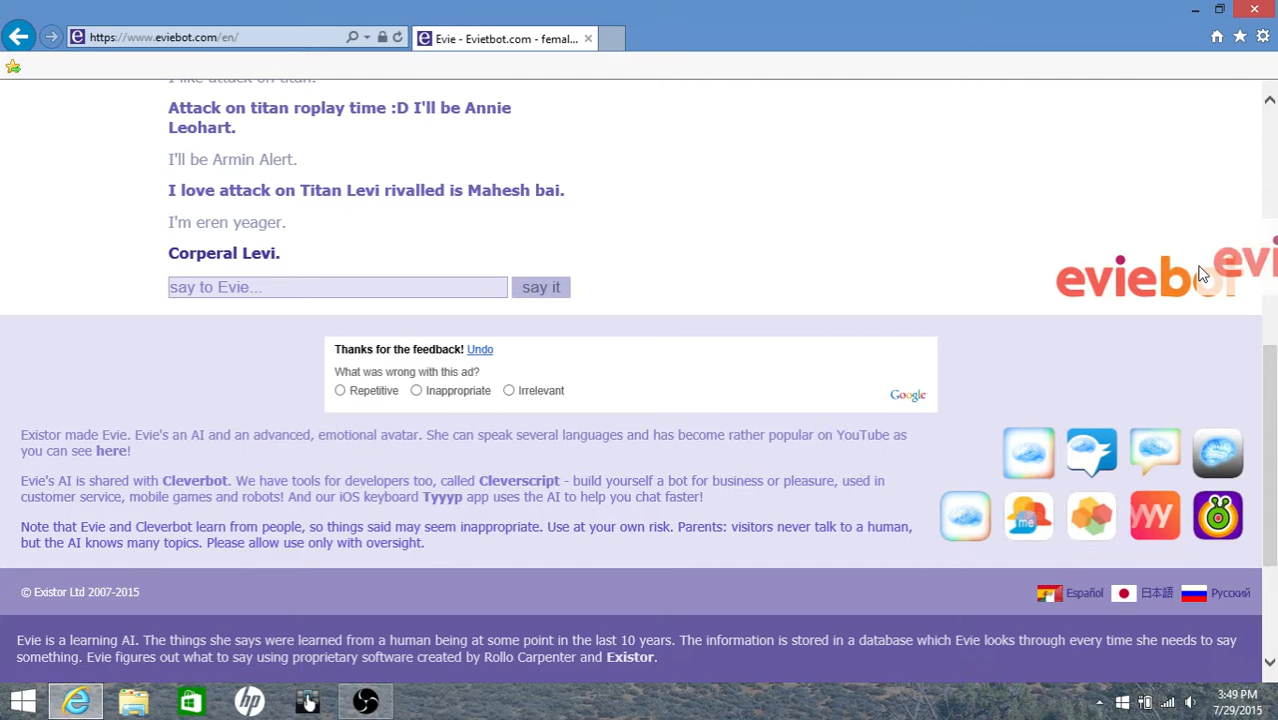 https://www.eviebot.com/en/
Evie - Evietbot.com - femal...
I like attack on titan.
Attack on titan roplay time :D I'll be Annie
Leohart.
I'll be Armin Alert.
I love attack on Titan Levi rivalled is Mahesh bai.
I'm eren yeager.
Corperal Levi.
say to Evie...
say it
eviebot
evi
Thanks for the feedback! Undo
What was wrong with this ad?
Repetitive Inappropriate Irrelevant
Google
Existor made Evie. Evie's an AI and an advanced, emotional avatar. She can speak several languages and has become rather popular on YouTube as
you can see here!
Evie's AI is shared with Cleverbot. We have tools for developers too, called Cleverscript - build yourself a bot for business or pleasure, used in
customer service, mobile games and robots! And our iOS keyboard Tyyyp app uses the AI to help you chat faster!
me
yyy
Note that Evie and Cleverbot learn from people, so things said may seem inappropriate. Use at your own risk. Parents: visitors never talk to a human,
but the AI knows many topics. Please allow use only with oversight.
© Existor Ltd 2007-2015
Español 日本語 Русский
Evie is a learning AI. The things she says were learned from a human being at some point in the last 10 years. The information is stored in a database which Evie looks through every time she needs to say
something. Evie figures out what to say using proprietary software created by Rollo Carpenter and Existor.
hp
3:49 PM
7/29/2015